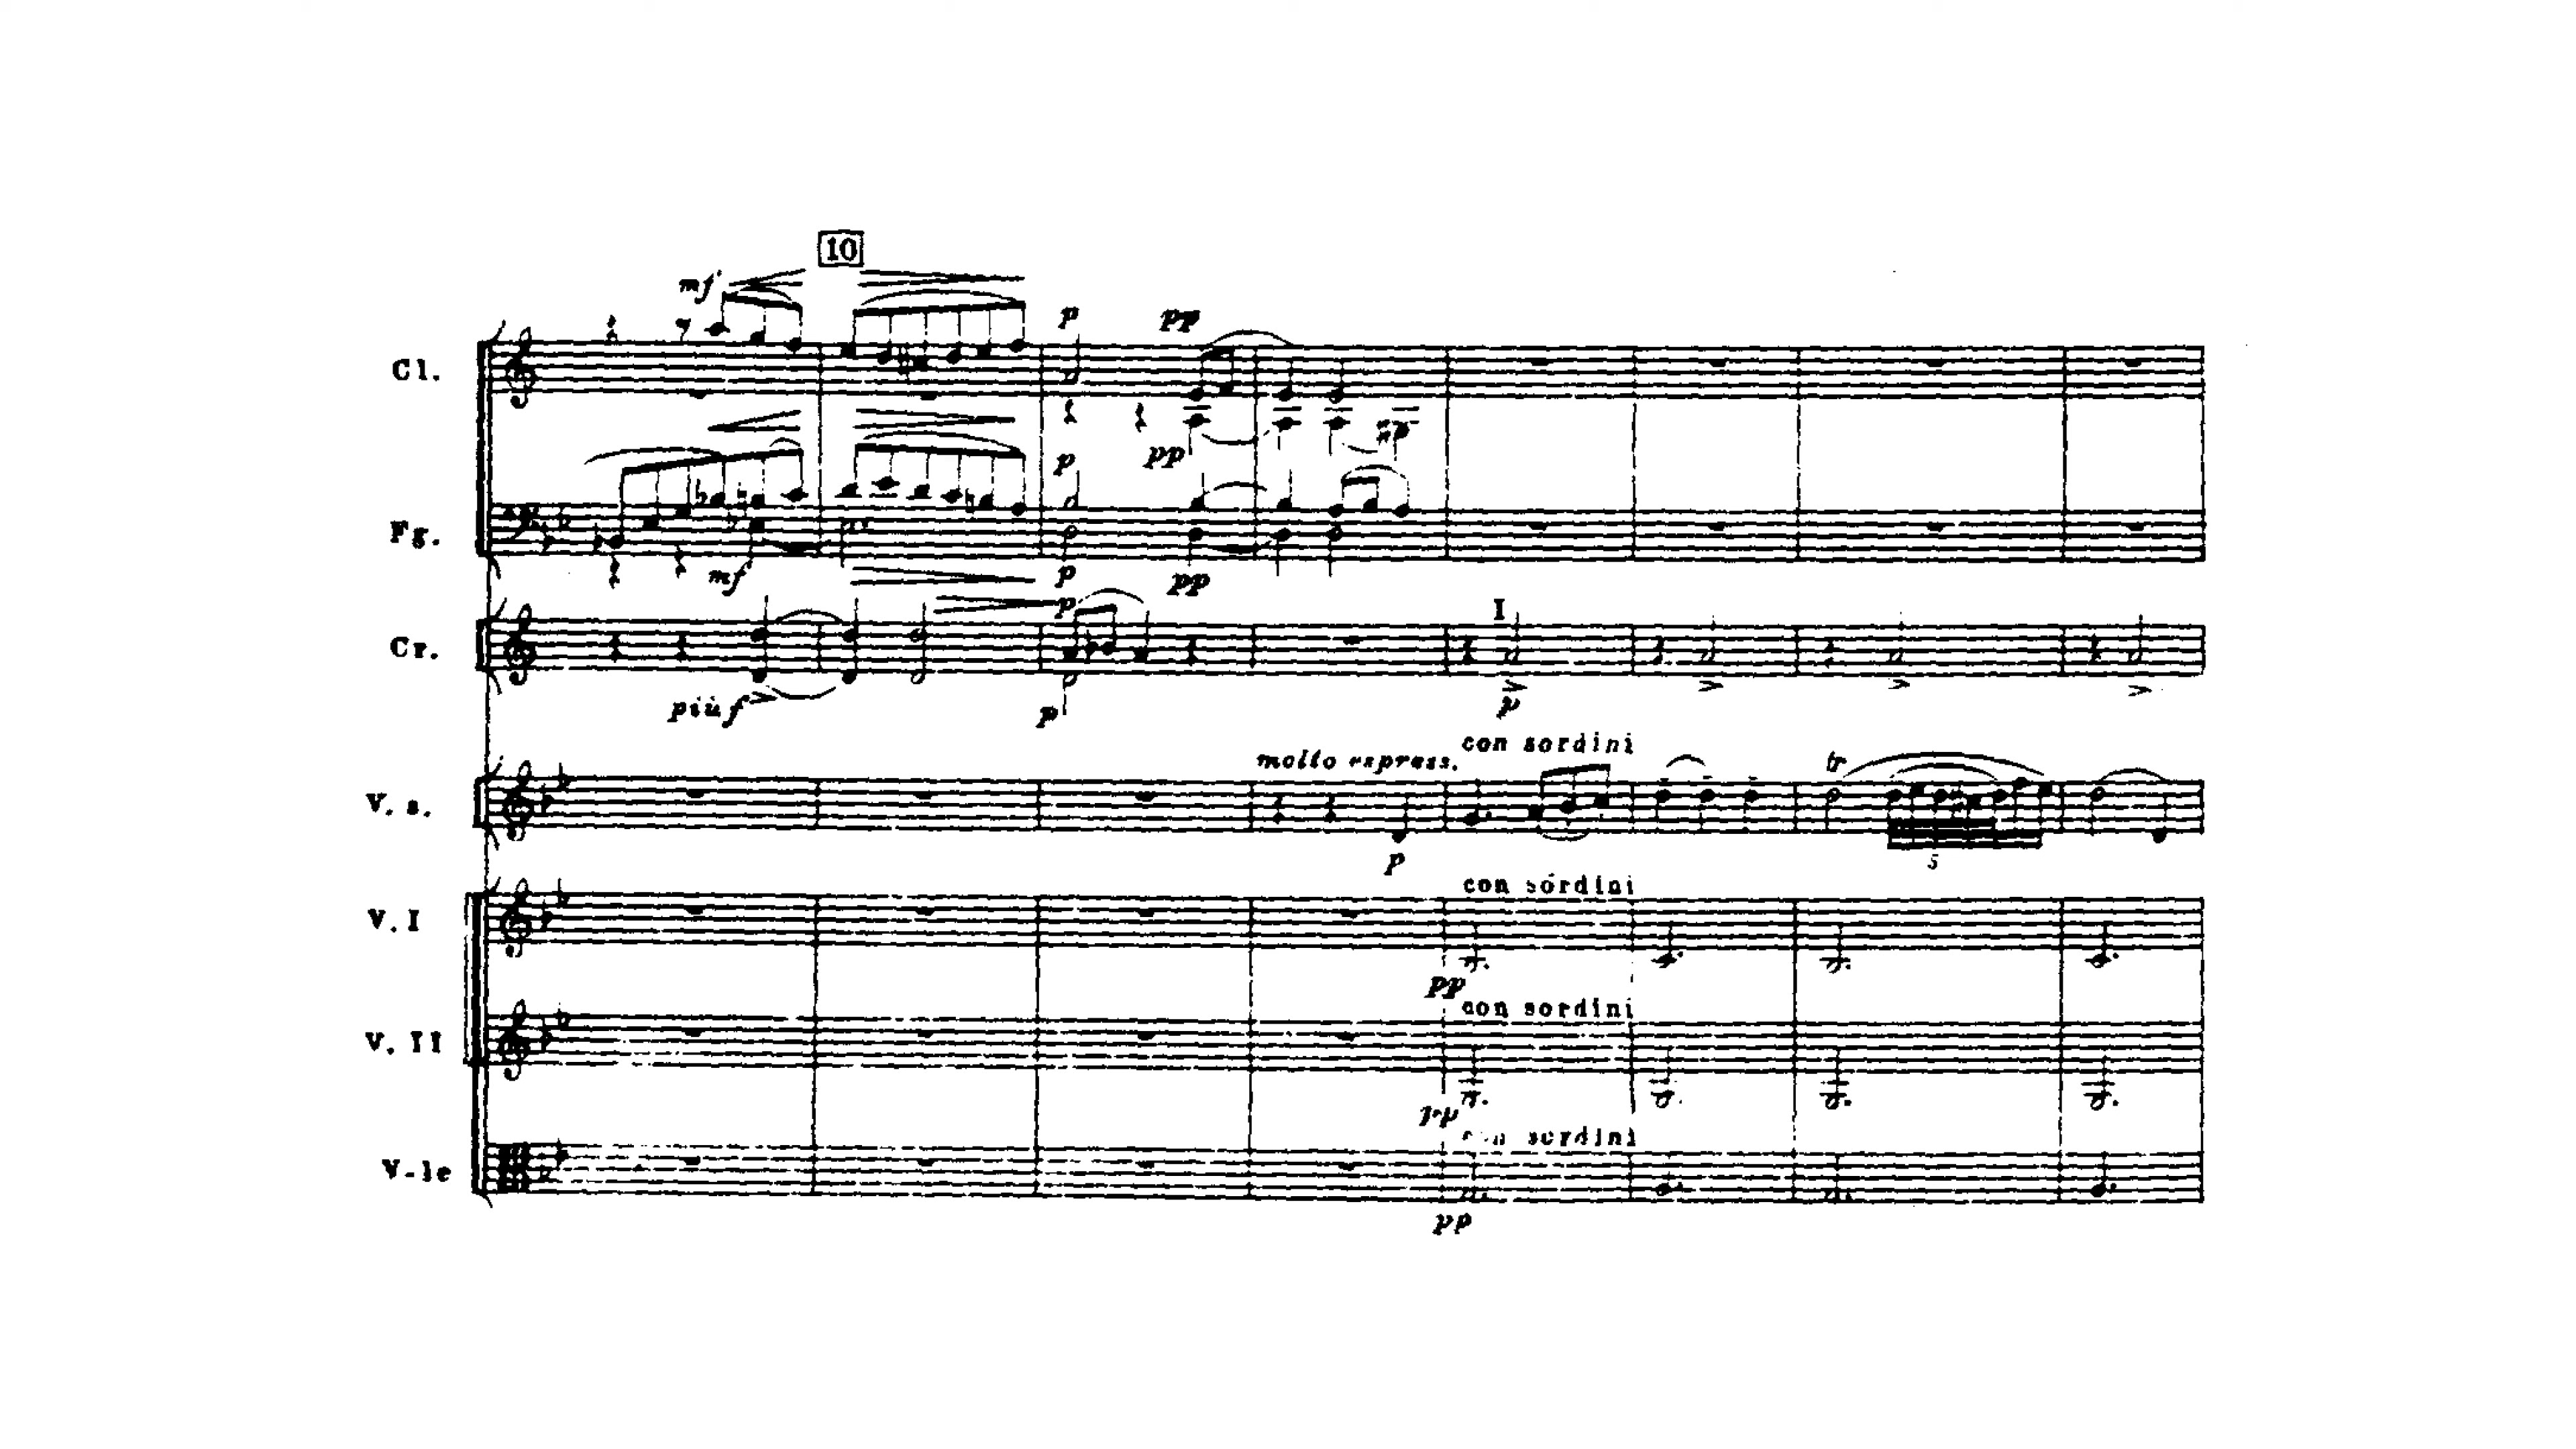 10
mf
p
pp
Cl.
pp
p
Fg.
mf
p
pp
p
I
Cr.
più f
p
p
con sordini
molto espress.
tr
V. s.
p
5
con sordini
V. I
pp
con sordini
V. II
pp
con sordini
V-le
pp